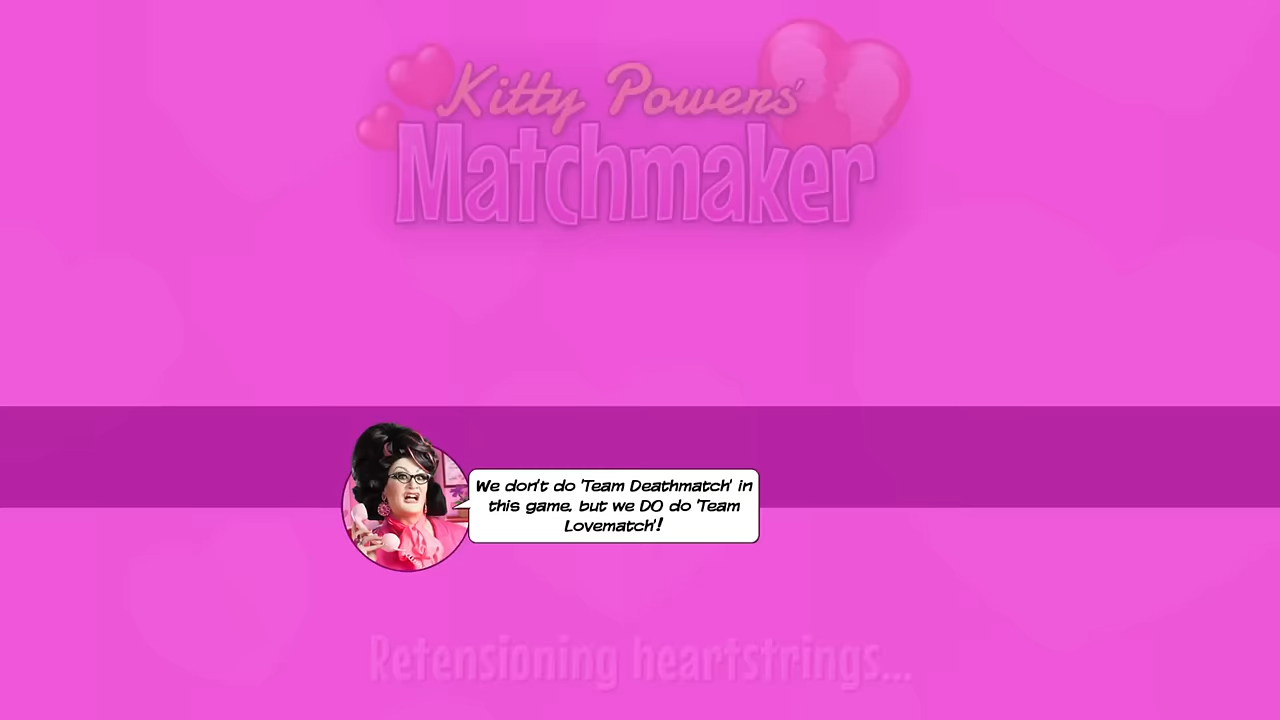 Kitty Powers'
Matchmaker
We don't do 'Team Deathmatch' in
this game, but we DO do 'Team
Lovematch'!
Retensioning heartstrings...